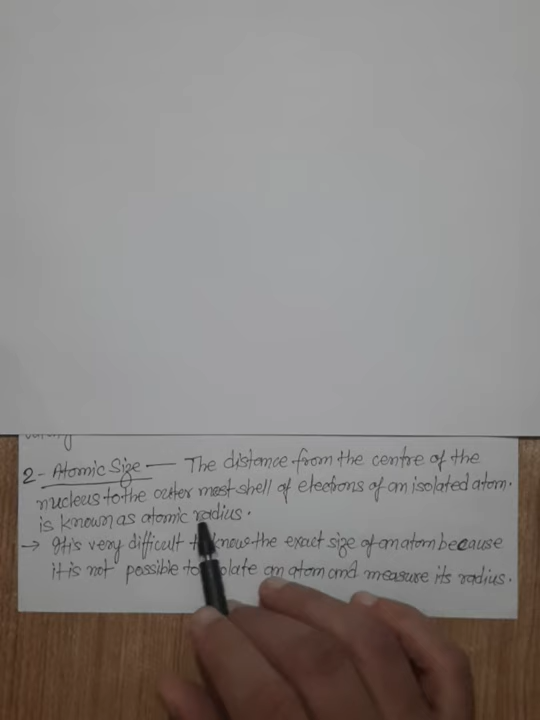 2- Atomic Size — The distance from the centre of the
nucleus to the outer most shell of electrons of an isolated atom.
is known as atomic radius.
→ It is very difficult to know the exact size of an atom because
it is not possible to isolate an atom and measure its radius.